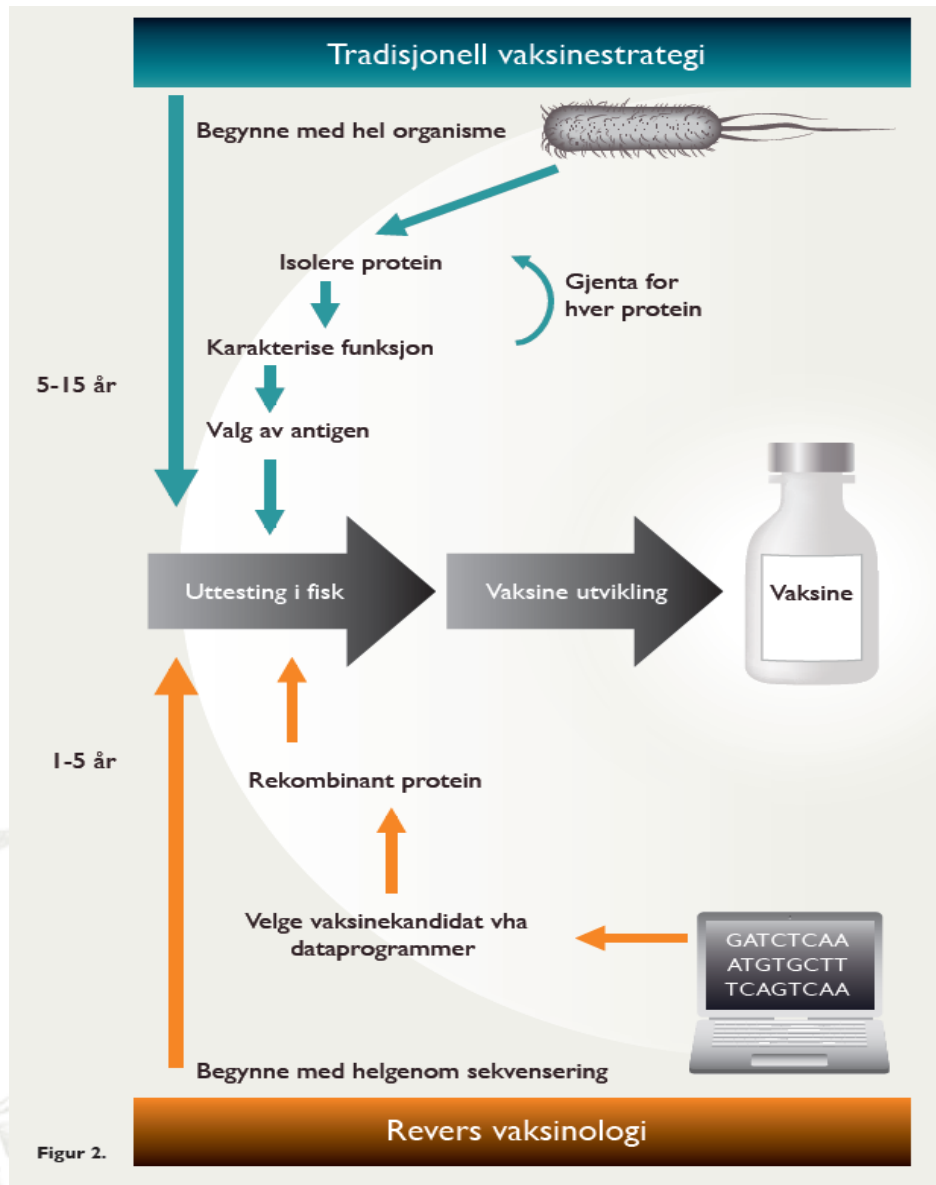 Tradisjonell vaksinestrategi
Begynne med hel organisme
Isolere protein
Gjenta for
hver protein
Karakterise funksjon
5-15 år
Valg av antigen
Uttesting i fisk
Vaksine utvikling
Vaksine
1-5 år
Rekombinant protein
Velge vaksinekandidat vha
dataprogrammer
GATCTCAA
ATGTGCTT
TCAGTCAA
Begynne med helgenom sekvensering
Revers vaksinologi
Figur 2.